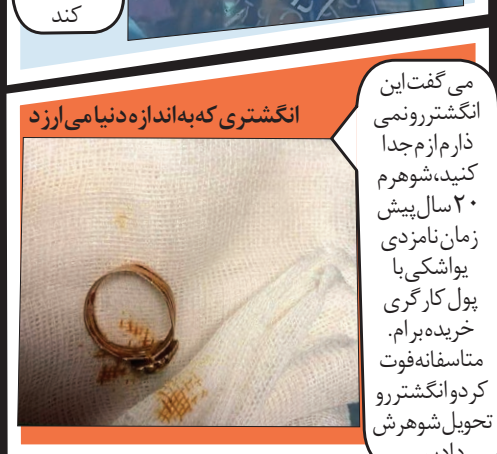 کند
انگشتری که به اندازه دنیا می ارزد
می گفت این
انگشتر رو نمی
ذارم ازم جدا
کنید، شوهرم
۲۰ سال پیش
زمان نامزدی
یواشکی با
پول کارگری
خریده برام.
متاسفانه فوت
کرد و انگشتر رو
تحویل شوهرش